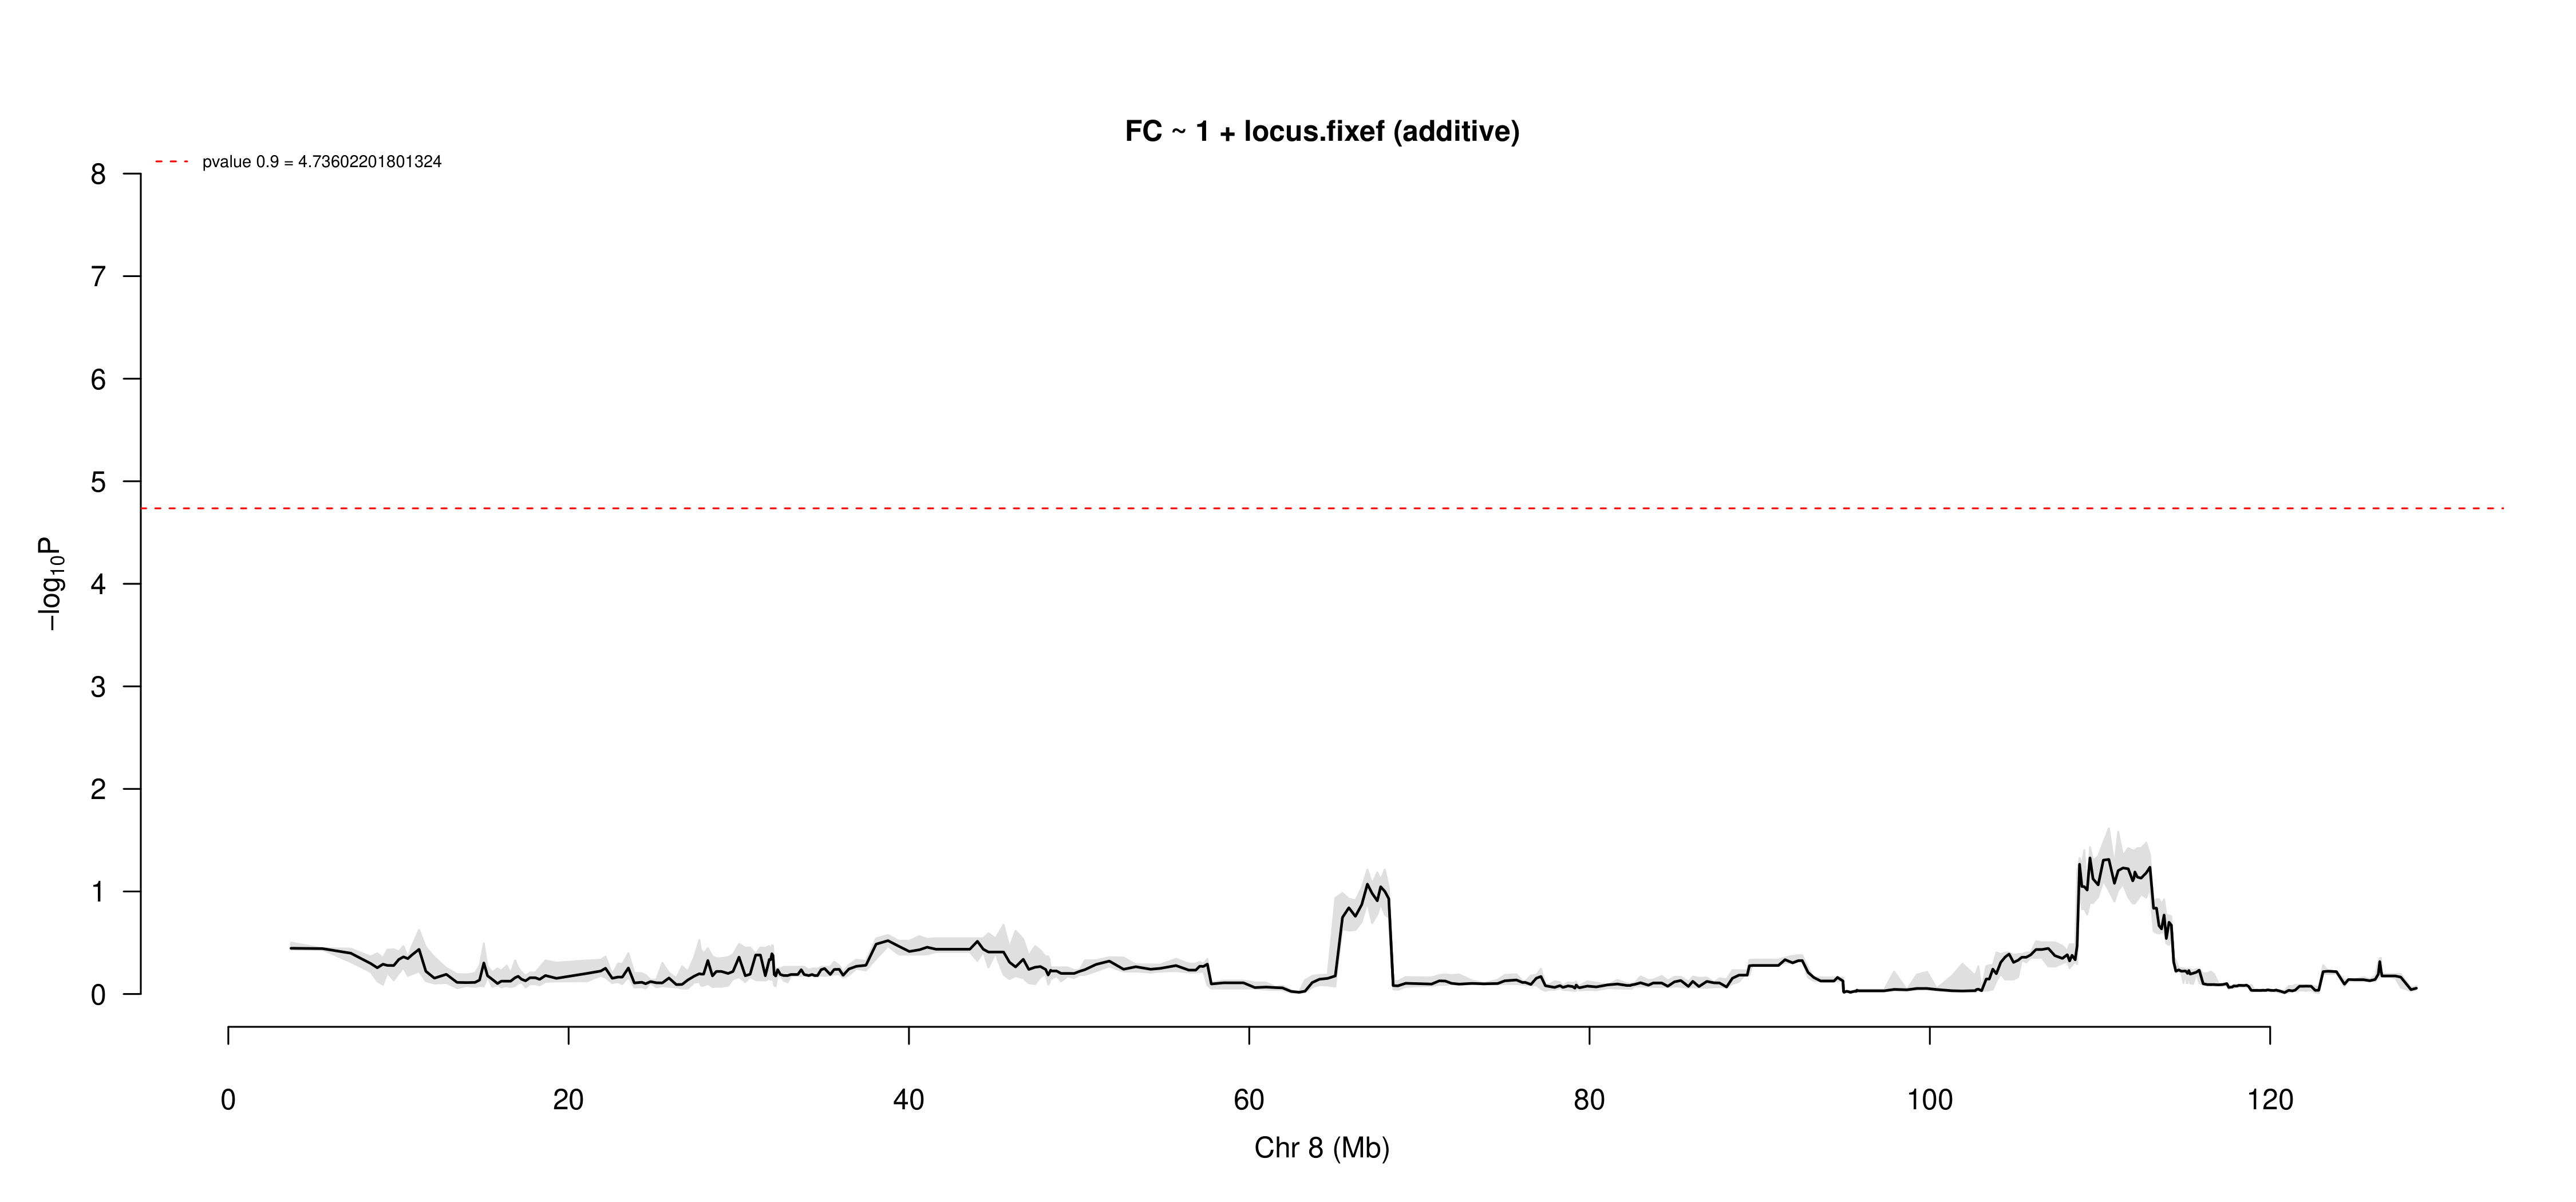 FC ~ 1 + locus.fixef (additive)
pvalue 0.9 = 4.73602201801324
8
7
6
5
4
3
2
1
0
−log10P
0 20 40 60 80 100 120
Chr 8 (Mb)